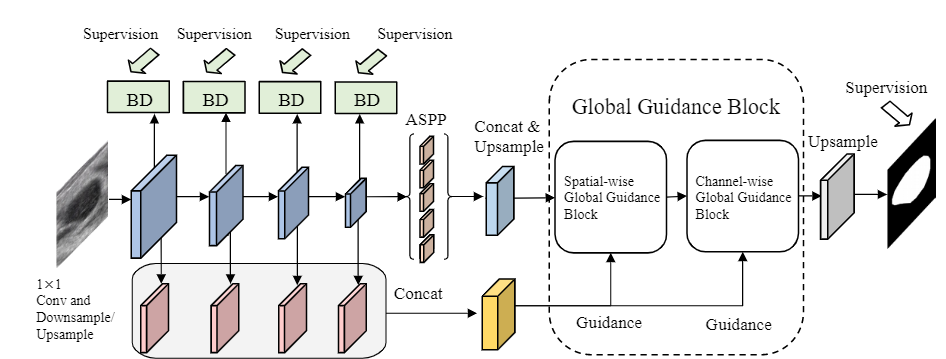 Supervision Supervision Supervision Supervision
BD BD BD BD
ASPP
Concat &
Upsample
Global Guidance Block
Spatial-wise
Global Guidance
Block
Channel-wise
Global Guidance
Block
Upsample
Supervision
1×1
Conv and
Downsample/
Upsample
Concat
Guidance
Guidance